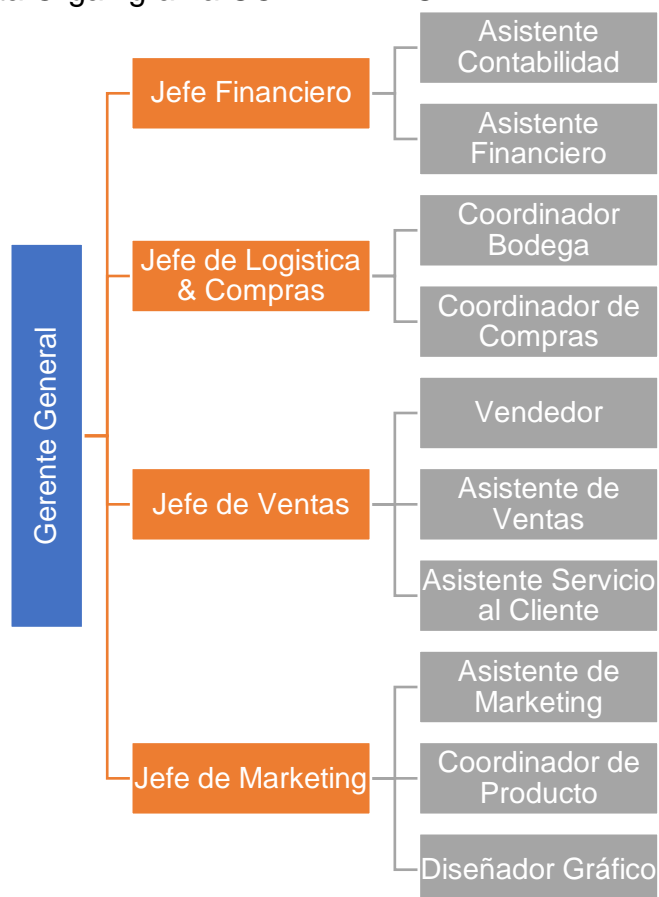 Asistente
Contabilidad
Jefe Financiero
Asistente
Financiero
Coordinador
Bodega
Jefe de Logistica
& Compras
Coordinador de
Compras
Gerente General
Vendedor
Jefe de Ventas
Asistente de
Ventas
Asistente Servicio
al Cliente
Asistente de
Marketing
Jefe de Marketing
Coordinador de
Producto
Diseñador Gráfico